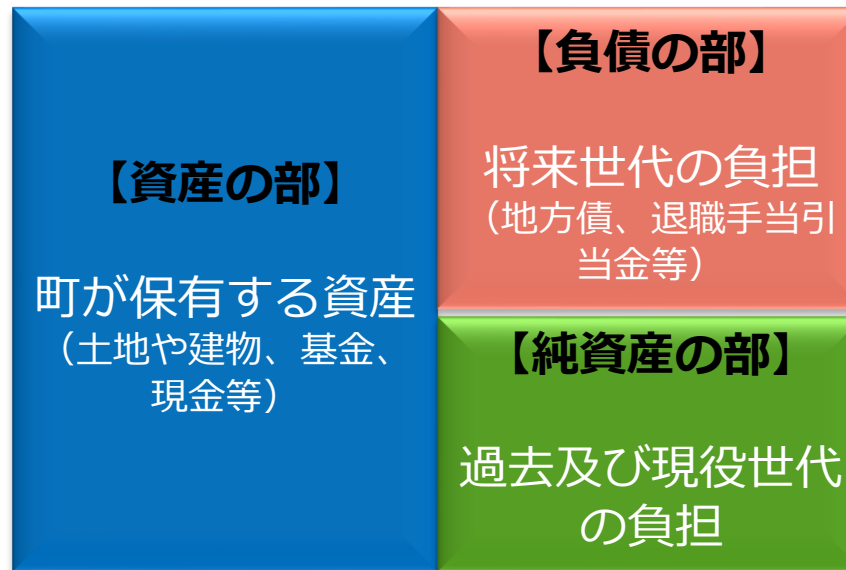 【資産の部】
町が保有する資産
（土地や建物、基金、
現金等）
【負債の部】
将来世代の負担
（地方債、退職手当引
当金等）
【純資産の部】
過去及び現役世代
の負担